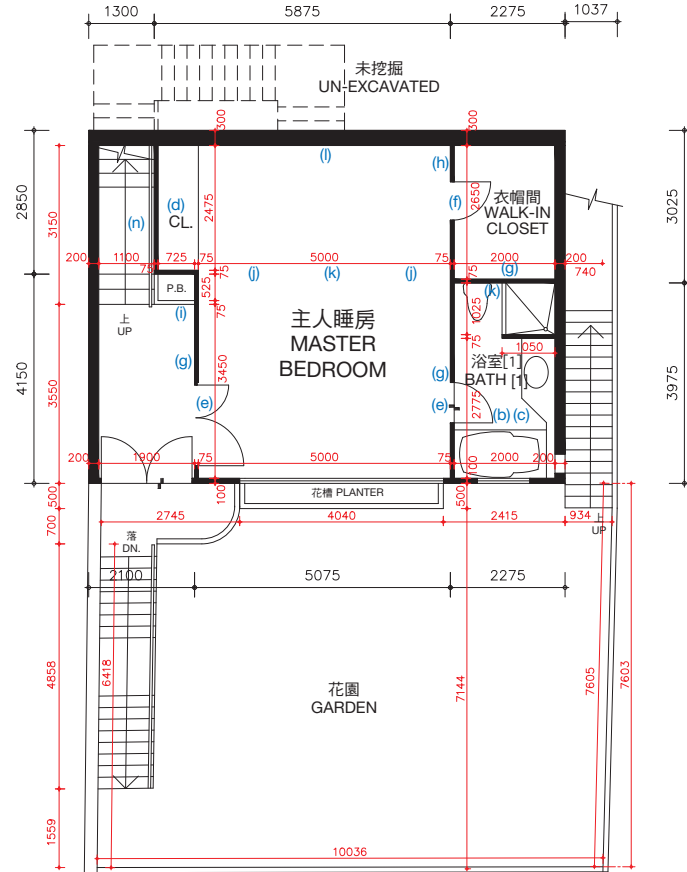 1300
5875
2275
1037
未挖掘
UN-EXCAVATED
300
300
2850
3150
3025
(l)
(h)
(d)
CL.
2475
(f)
2650
衣帽間
WALK-IN
CLOSET
(n)
200
1100
725
75
5000
75
2000
200
75
525
75
(j)
(k)
(j)
75
(g)
740
P.B.
75
(i)
(k)
1025
上
UP
主人睡房
MASTER
BEDROOM
75
1050
4150
3550
(g)
3450
(g)
浴室[1]
BATH [1]
3975
(e)
(e)
2775
(b)
(c)
200
1900
75
5000
75
2000
200
100
100
500
500
花槽 PLANTER
700
2745
4040
2415
934
落
DN.
上
UP
2100
5075
2275
4858
6418
7144
7605
7603
花園
GARDEN
1559
10036